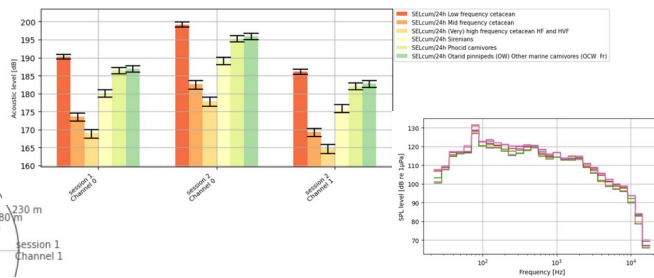 SELcum/24h Low frequency cetacean
SELcum/24h Mid frequency cetacean
SELcum/24h (Very) high frequency cetacean HF and HVF
SELcum/24h Sirenians
SELcum/24h Phocid carnivores
SELcum/24h Otarid pinnipeds (OW) Other marine carnivores (OCW Fr)
Acoustic level [dB]
200
195
190
185
180
175
170
165
160
session 1
Channel 0
session 2
Channel 0
session 2
Channel 1
SPL level [dB re 1μPa]
130
120
110
100
90
80
70
10²
10³
10⁴
Frequency [Hz]
230 m
80 m
session 1
Channel 1